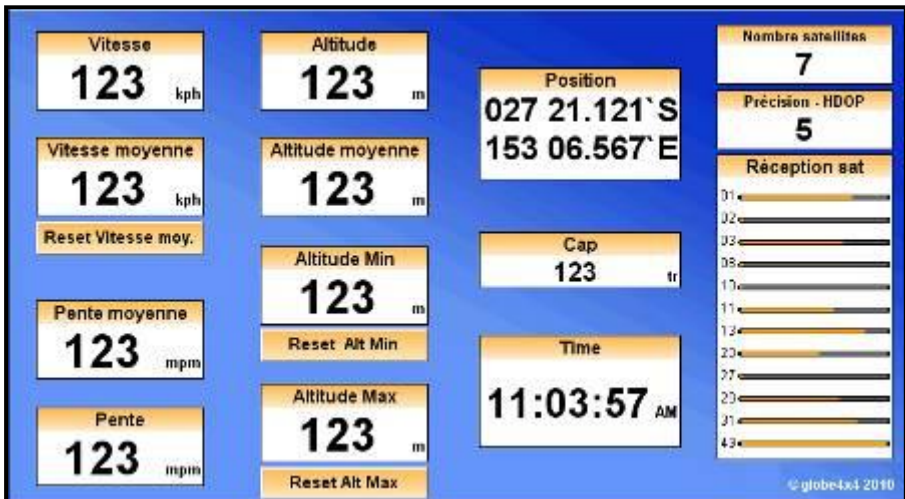 Vitesse
123 kph
Vitesse moyenne
123 kph
Reset Vitesse moy.
Pente moyenne
123 mpm
Pente
123 mpm
Altitude
123 m
Altitude moyenne
123 m
Altitude Min
123 m
Reset Alt Min
Altitude Max
123 m
Reset Alt Max
Position
027 21.121`S
153 06.567`E
Cap
123 tr
Time
11:03:57 AM
Nombre satellites
7
Précision - HDOP
5
Réception sat
01
02
03
08
10
11
13
20
27
31
© globe4x4 2010